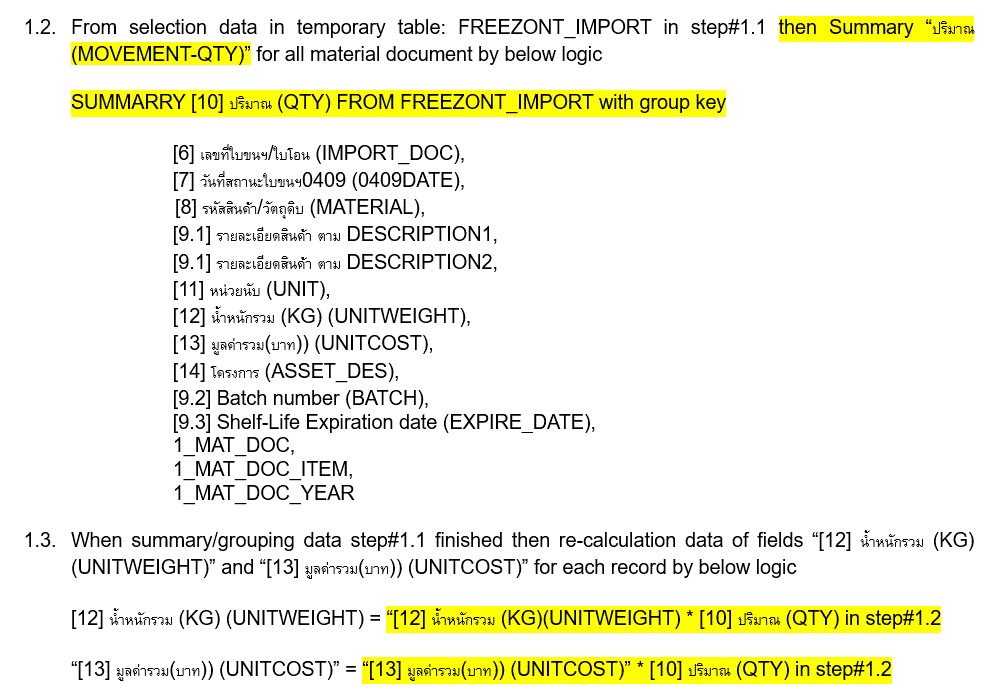 1.2. From selection data in temporary table: FREEZONT_IMPORT in step#1.1 then Summary “ปริมาณ
(MOVEMENT-QTY)” for all material document by below logic
SUMMARRY [10] ปริมาณ (QTY) FROM FREEZONT_IMPORT with group key
[6] เลขที่ใบขนฯ/ใบโอน (IMPORT_DOC),
[7] วันที่สถานะใบขนฯ0409 (0409DATE),
[8] รหัสสินค้า/วัตถุดิบ (MATERIAL),
[9.1] รายละเอียดสินค้า ตาม DESCRIPTION1,
[9.1] รายละเอียดสินค้า ตาม DESCRIPTION2,
[11] หน่วยนับ (UNIT),
[12] น้ำหนักรวม (KG) (UNITWEIGHT),
[13] มูลค่ารวม(บาท)) (UNITCOST),
[14] โครงการ (ASSET_DES),
[9.2] Batch number (BATCH),
[9.3] Shelf-Life Expiration date (EXPIRE_DATE),
1_MAT_DOC,
1_MAT_DOC_ITEM,
1_MAT_DOC_YEAR
1.3. When summary/grouping data step#1.1 finished then re-calculation data of fields “[12] น้ำหนักรวม (KG)
(UNITWEIGHT)” and “[13] มูลค่ารวม(บาท)) (UNITCOST)” for each record by below logic
[12] น้ำหนักรวม (KG) (UNITWEIGHT) = “[12] น้ำหนักรวม (KG)(UNITWEIGHT) * [10] ปริมาณ (QTY) in step#1.2
“[13] มูลค่ารวม(บาท)) (UNITCOST)” = “[13] มูลค่ารวม(บาท)) (UNITCOST)” * [10] ปริมาณ (QTY) in step#1.2